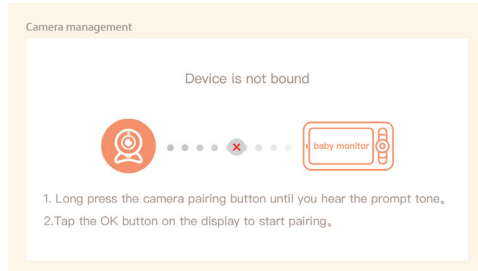 Camera management
Device is not bound
baby monitor
1. Long press the camera pairing button until you hear the prompt tone。
2.Tap the OK button on the display to start pairing。